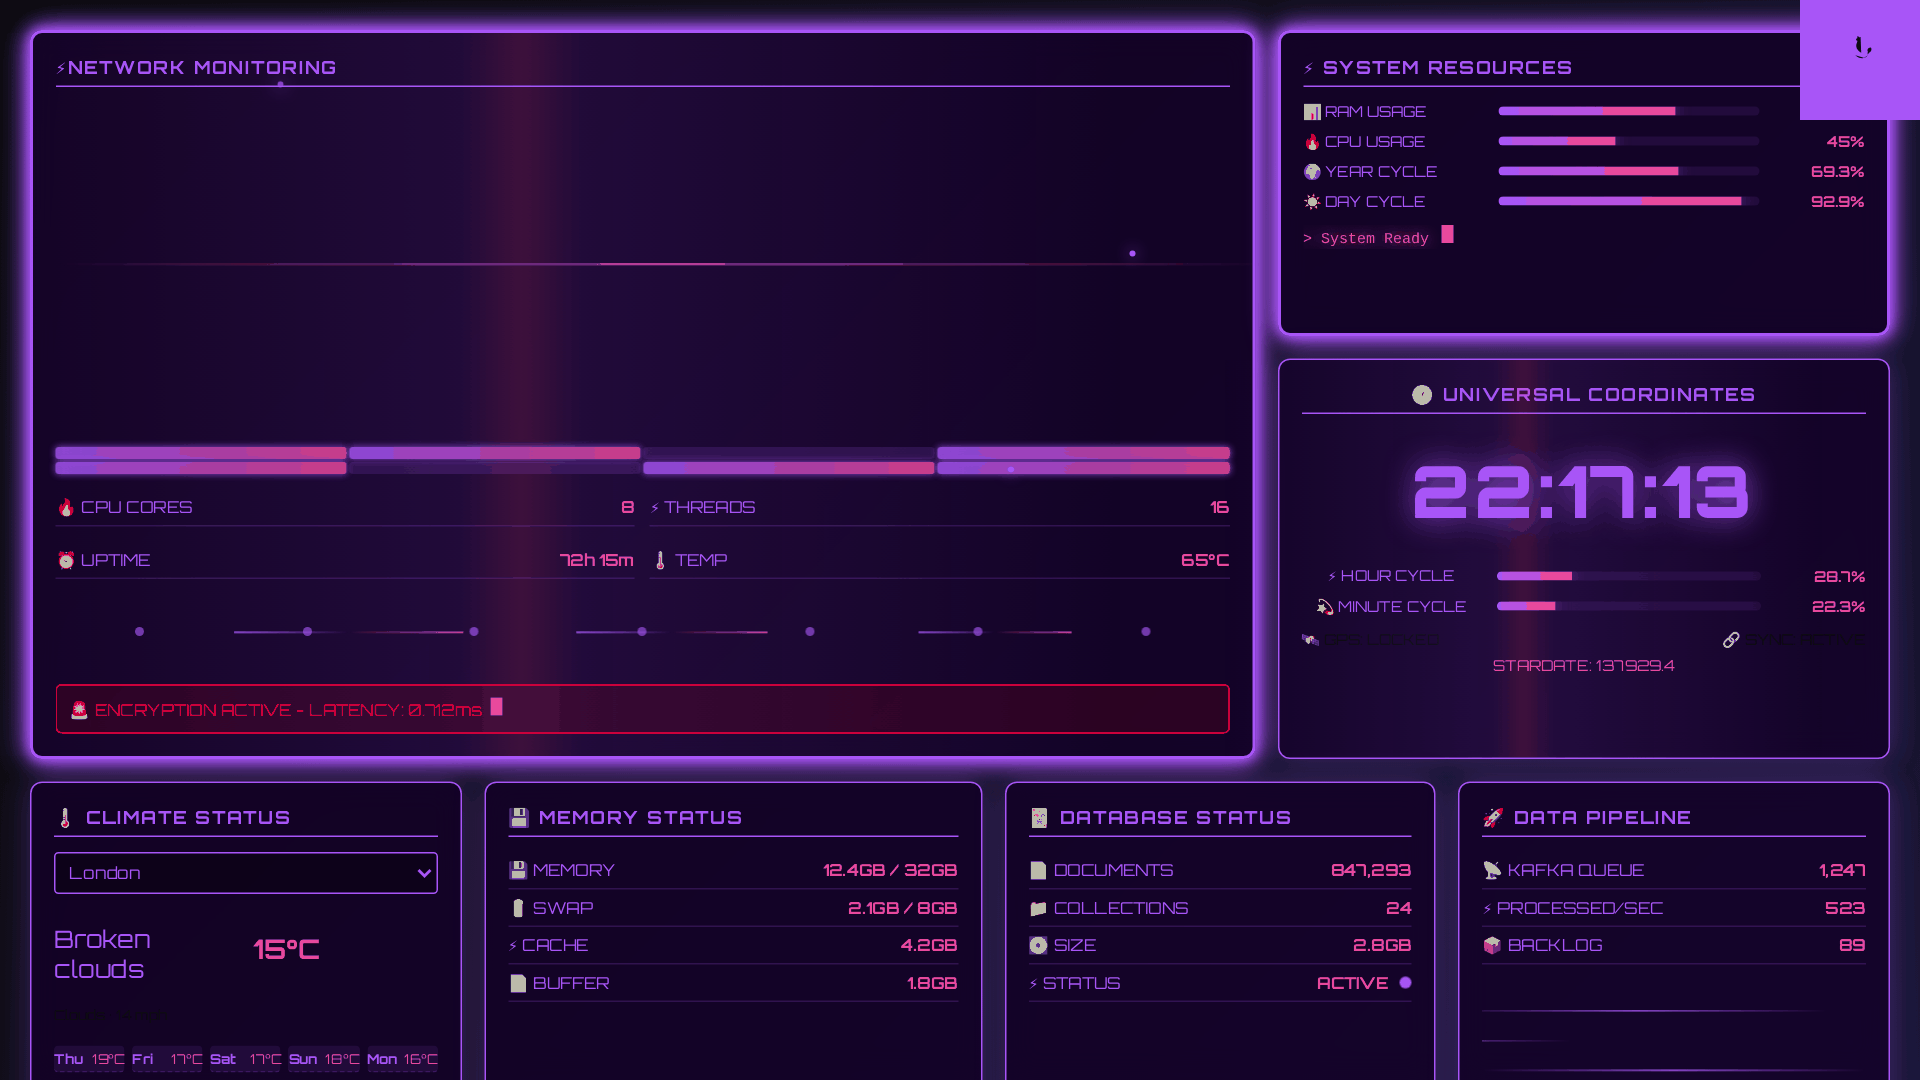 ⚡NETWORK MONITORING
🔥 CPU CORES 8
⚡ THREADS 16
⏰ UPTIME 72h 15m
🌡 TEMP 65°C
🚨 ENCRYPTION ACTIVE - LATENCY: 0.712ms
⚡ SYSTEM RESOURCES
📊 RAM USAGE
🔥 CPU USAGE 45%
🌍 YEAR CYCLE 69.3%
☀ DAY CYCLE 92.9%
> System Ready
UNIVERSAL COORDINATES
22:17:13
⚡ HOUR CYCLE 28.7%
💫 MINUTE CYCLE 22.3%
STARDATE: 137929.4
🌡 CLIMATE STATUS
London
Broken
clouds
15°C
Thu 19°C Fri 17°C Sat 17°C Sun 18°C Mon 16°C
💾 MEMORY STATUS
💾 MEMORY 12.4GB / 32GB
SWAP 2.1GB / 8GB
⚡ CACHE 4.2GB
📄 BUFFER 1.8GB
DATABASE STATUS
📄 DOCUMENTS 847,293
📁 COLLECTIONS 24
💽 SIZE 2.8GB
⚡ STATUS ACTIVE
🚀 DATA PIPELINE
📡 KAFKA QUEUE 1,247
⚡ PROCESSED/SEC 523
📦 BACKLOG 89